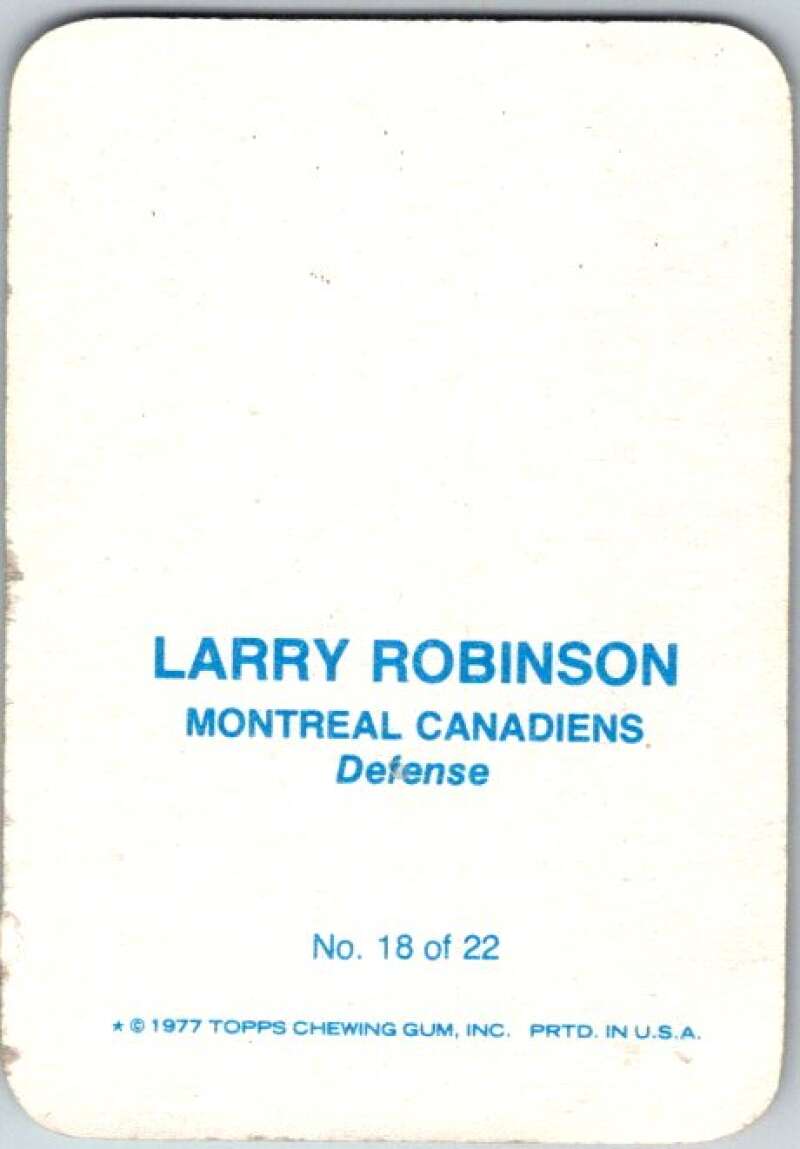 LARRY ROBINSON
MONTREAL CANADIENS
Defense
No. 18 of 22
★ © 1977 TOPPS CHEWING GUM, INC. PRTD. IN U.S.A.